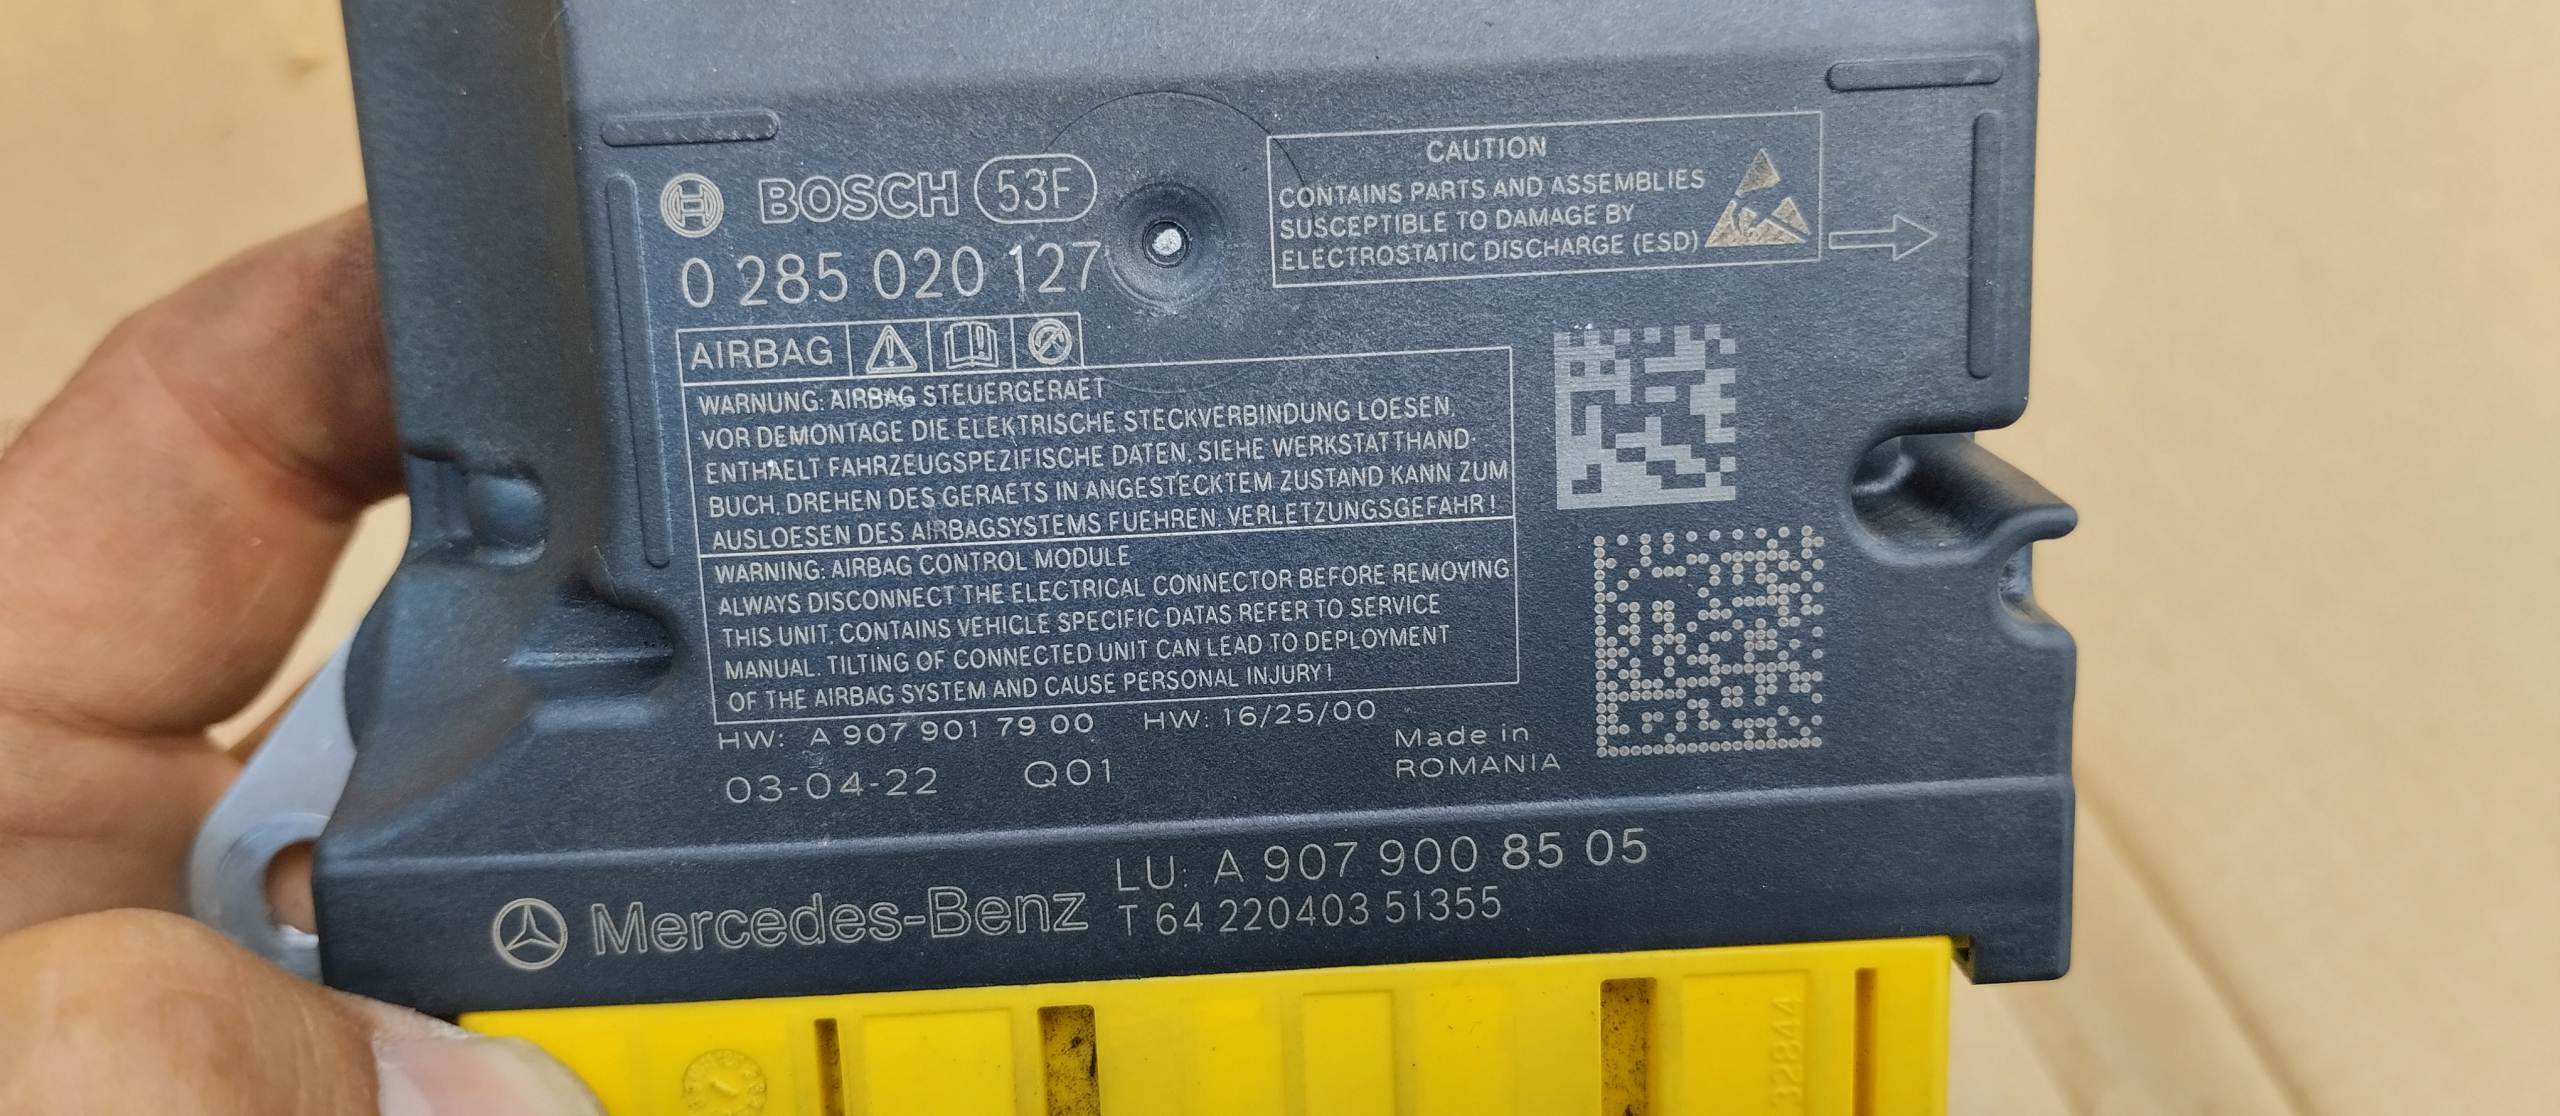 BOSCH 53F
0 285 020 127
CAUTION
CONTAINS PARTS AND ASSEMBLIES
SUSCEPTIBLE TO DAMAGE BY
ELECTROSTATIC DISCHARGE (ESD)
AIRBAG
WARNUNG: AIRBAG STEUERGERAET
VOR DEMONTAGE DIE ELEKTRISCHE STECKVERBINDUNG LOESEN.
ENTHAELT FAHRZEUGSPEZIFISCHE DATEN. SIEHE WERKSTATTHAND-
BUCH. DREHEN DES GERAETS IN ANGESTECKTEM ZUSTAND KANN ZUM
AUSLOESEN DES AIRBAGSYSTEMS FUEHREN. VERLETZUNGSGEFAHR!
WARNING: AIRBAG CONTROL MODULE
ALWAYS DISCONNECT THE ELECTRICAL CONNECTOR BEFORE REMOVING
THIS UNIT. CONTAINS VEHICLE SPECIFIC DATAS REFER TO SERVICE
MANUAL. TILTING OF CONNECTED UNIT CAN LEAD TO DEPLOYMENT
OF THE AIRBAG SYSTEM AND CAUSE PERSONAL INJURY!
HW: A 907 901 79 00 HW: 16/25/00
03-04-22 Q01
Made in
ROMANIA
LU: A 907 900 85 05
Mercedes-Benz T 64 220403 51355
332844